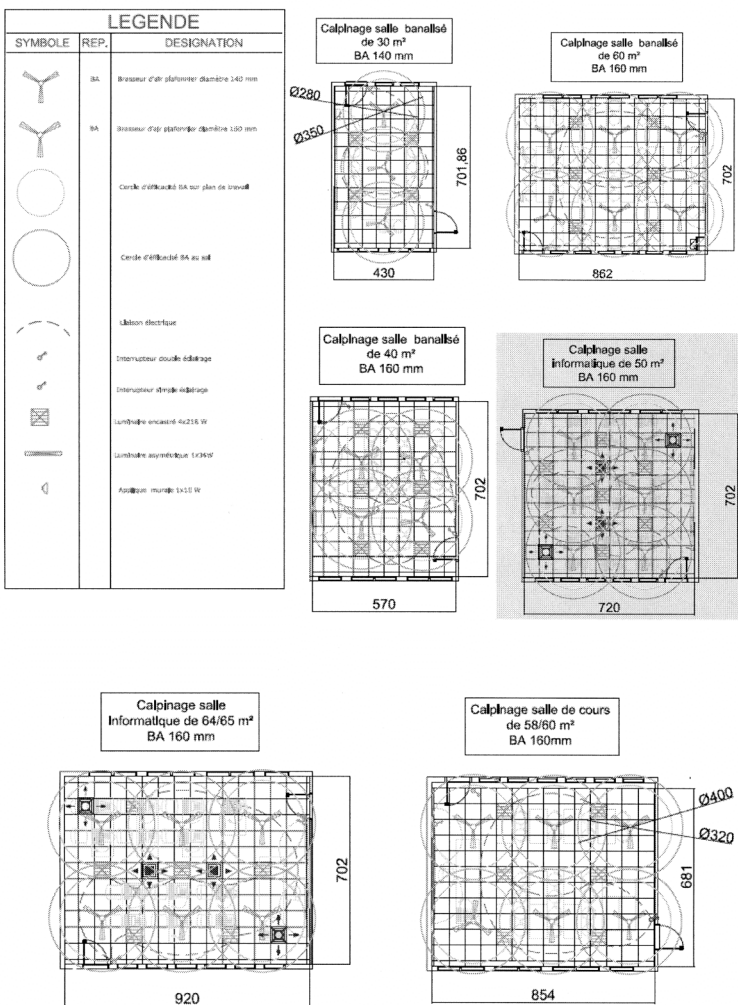 LEGENDE
SYMBOLE REP. DESIGNATION
BA Brasseur d'air plafonnier diamètre 140 mm
BA Brasseur d'air plafonnier diamètre 160 mm
Cercle d'éfficacité BA sur plan de travail
Cercle d'éfficacité BA au sol
Liaison électrique
Interrupteur double éclairage
Interrupteur simple éclairage
Luminaire encastré 4x216 W
Luminaire asymétrique 1x36W
Applique murale 1x10 W
Calpinage salle banalisé
de 30 m²
BA 140 mm
Ø280
Ø350
701,86
430
Calpinage salle banalisé
de 60 m²
BA 160 mm
702
862
Calpinage salle banalisé
de 40 m²
BA 160 mm
702
570
Calpinage salle
informatique de 50 m²
BA 160 mm
702
720
Calpinage salle
informatique de 64/65 m²
BA 160 mm
702
920
Calpinage salle de cours
de 58/60 m²
BA 160mm
Ø400
Ø320
681
854